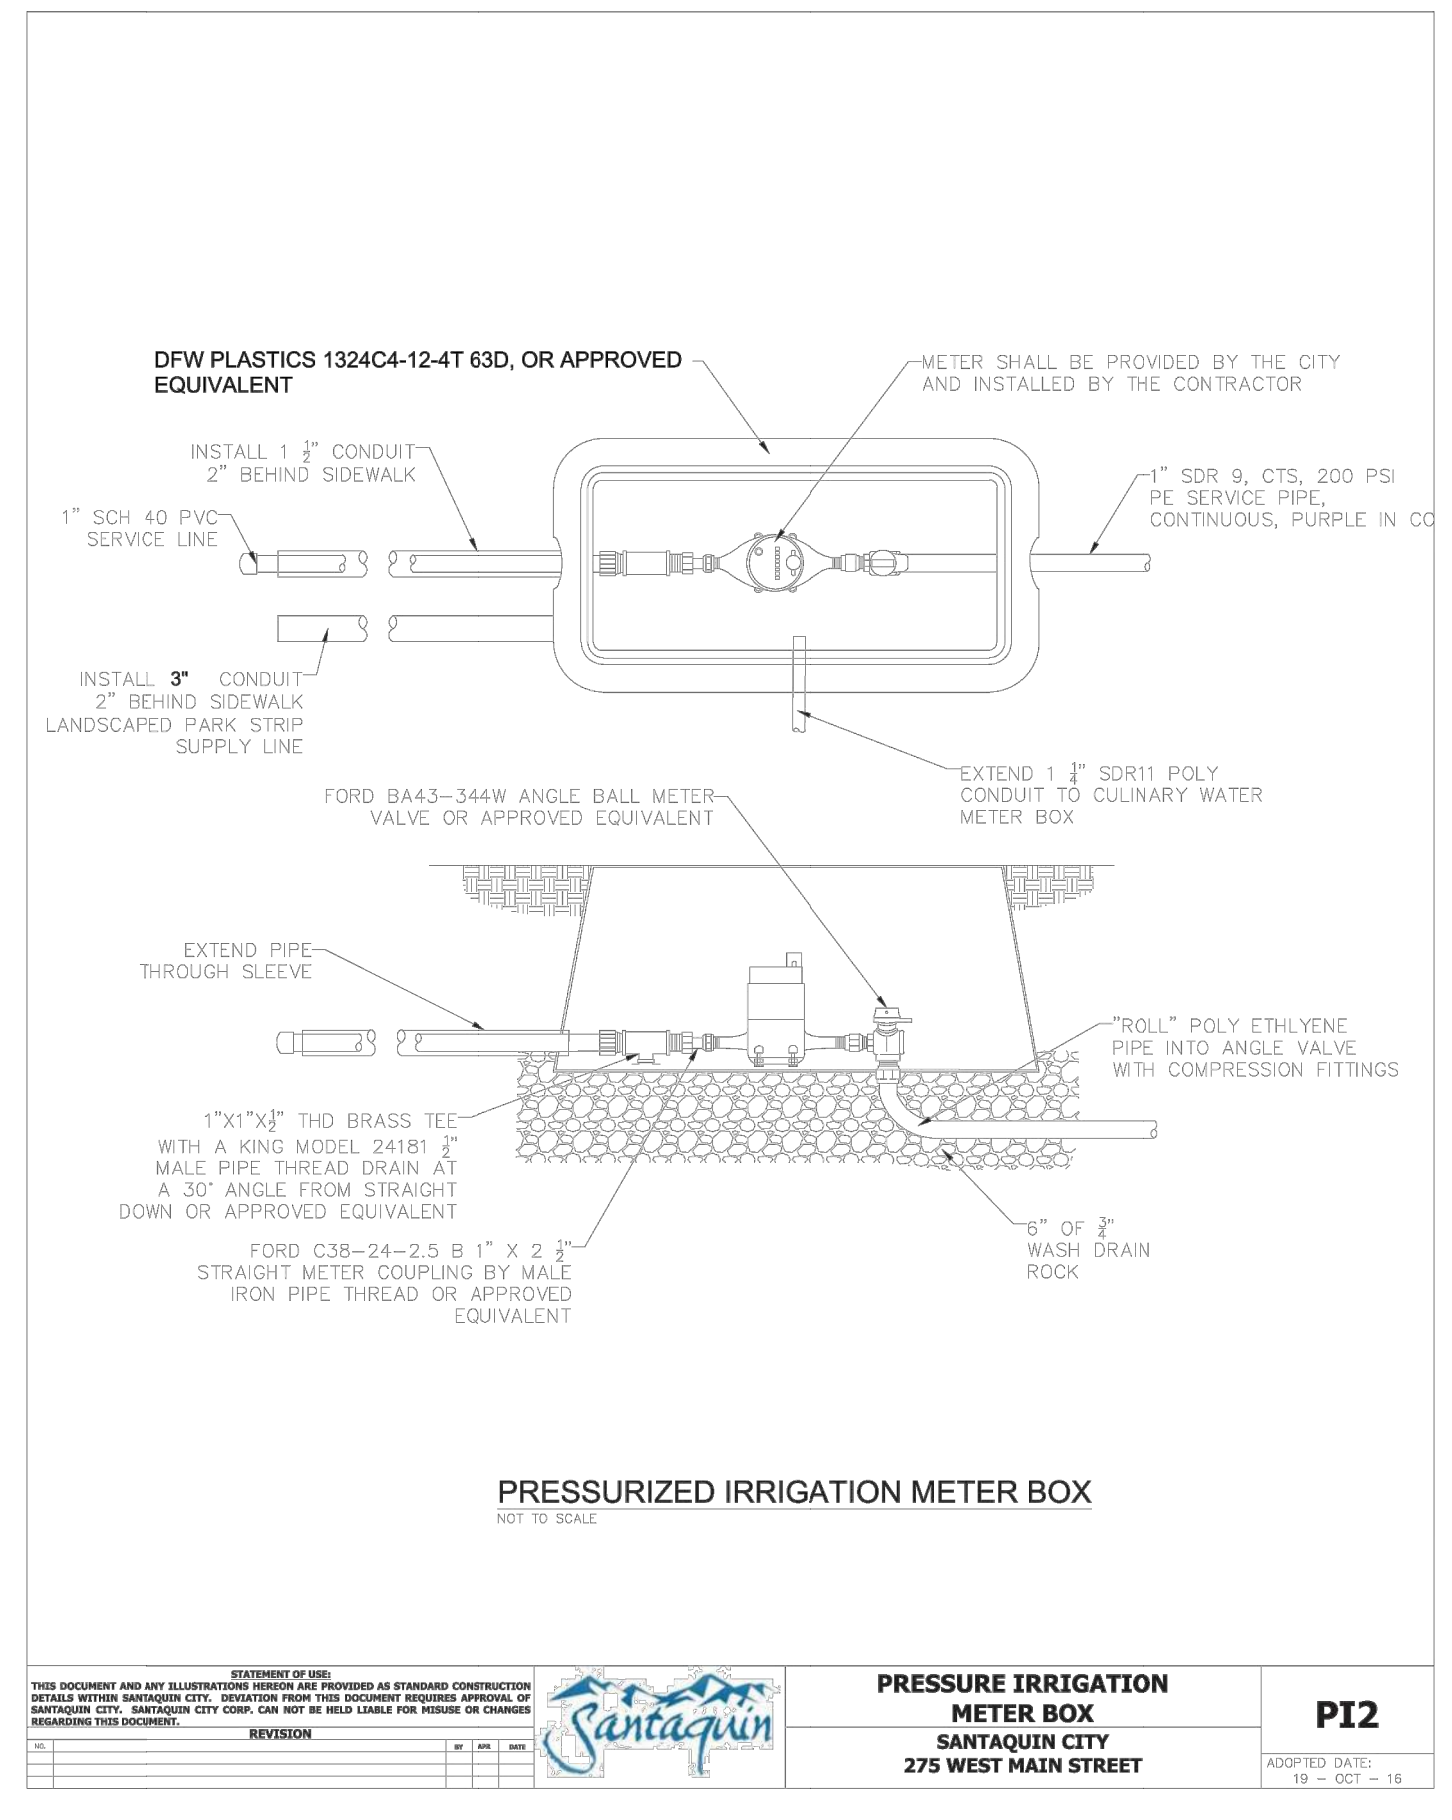 DFW PLASTICS 1324C4-12-4T 63D, OR APPROVED
EQUIVALENT
METER SHALL BE PROVIDED BY THE CITY
AND INSTALLED BY THE CONTRACTOR
INSTALL 1 1/2" CONDUIT
2" BEHIND SIDEWALK
1" SCH 40 PVC
SERVICE LINE
1" SDR 9, CTS, 200 PSI
PE SERVICE PIPE,
CONTINUOUS, PURPLE IN CO
INSTALL 3" CONDUIT
2" BEHIND SIDEWALK
LANDSCAPED PARK STRIP
SUPPLY LINE
EXTEND 1 1/4" SDR11 POLY
CONDUIT TO CULINARY WATER
METER BOX
FORD BA43-344W ANGLE BALL METER
VALVE OR APPROVED EQUIVALENT
EXTEND PIPE
THROUGH SLEEVE
"ROLL" POLY ETHLYENE
PIPE INTO ANGLE VALVE
WITH COMPRESSION FITTINGS
1"X1"X1/2" THD BRASS TEE
WITH A KING MODEL 24181 1/2"
MALE PIPE THREAD DRAIN AT
A 30° ANGLE FROM STRAIGHT
DOWN OR APPROVED EQUIVALENT
FORD C38-24-2.5 B 1" X 2 1/2"
STRAIGHT METER COUPLING BY MALE
IRON PIPE THREAD OR APPROVED
EQUIVALENT
6" OF 3/4"
WASH DRAIN
ROCK
PRESSURIZED IRRIGATION METER BOX
NOT TO SCALE
STATEMENT OF USE:
THIS DOCUMENT AND ANY ILLUSTRATIONS HEREON ARE PROVIDED AS STANDARD CONSTRUCTION
DETAILS WITHIN SANTAQUIN CITY. DEVIATION FROM THIS DOCUMENT REQUIRES APPROVAL OF
SANTAQUIN CITY. SANTAQUIN CITY CORP. CAN NOT BE HELD LIABLE FOR MISUSE OR CHANGES
REGARDING THIS DOCUMENT.
REVISION
NO. BY APR DATE
Santaquin
PRESSURE IRRIGATION
METER BOX
SANTAQUIN CITY
275 WEST MAIN STREET
PI2
ADOPTED DATE:
19 - OCT - 16